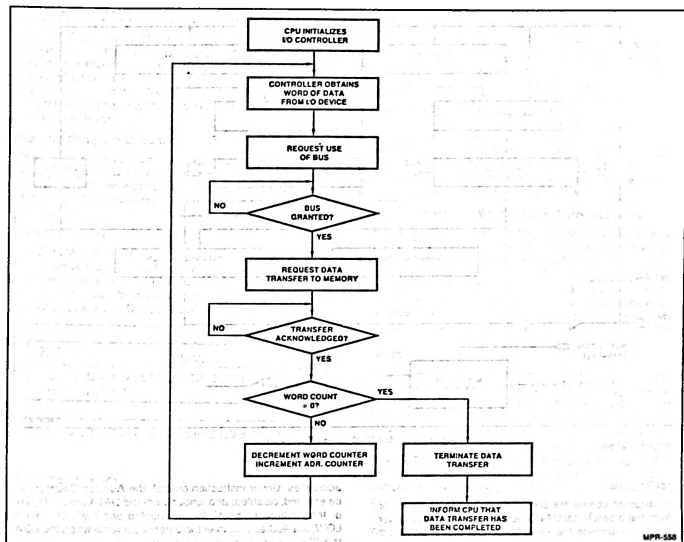 CPU INITIALIZES
I/O CONTROLLER
CONTROLLER OBTAINS
WORD OF DATA
FROM I/O DEVICE
REQUEST USE
OF BUS
NO
BUS
GRANTED?
YES
REQUEST DATA
TRANSFER TO MEMORY
NO
TRANSFER
ACKNOWLEDGED?
YES
WORD COUNT
= 0?
YES
NO
DECREMENT WORD COUNTER
INCREMENT ADR. COUNTER
TERMINATE DATA
TRANSFER
INFORM CPU THAT
DATA TRANSFER HAS
BEEN COMPLETED
MPR-558